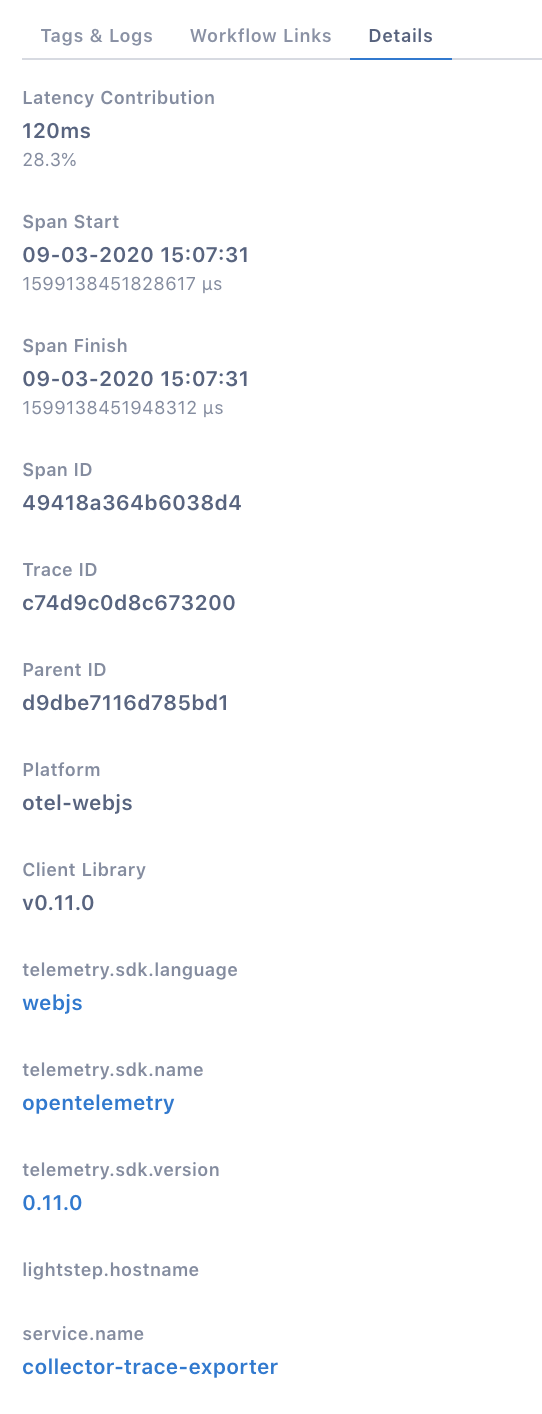 Tags & Logs Workflow Links Details
Latency Contribution
120ms
28.3%
Span Start
09-03-2020 15:07:31
1599138451828617 µs
Span Finish
09-03-2020 15:07:31
1599138451948312 µs
Span ID
49418a364b6038d4
Trace ID
c74d9c0d8c673200
Parent ID
d9dbe7116d785bd1
Platform
otel-webjs
Client Library
v0.11.0
telemetry.sdk.language
webjs
telemetry.sdk.name
opentelemetry
telemetry.sdk.version
0.11.0
lightstep.hostname
service.name
collector-trace-exporter